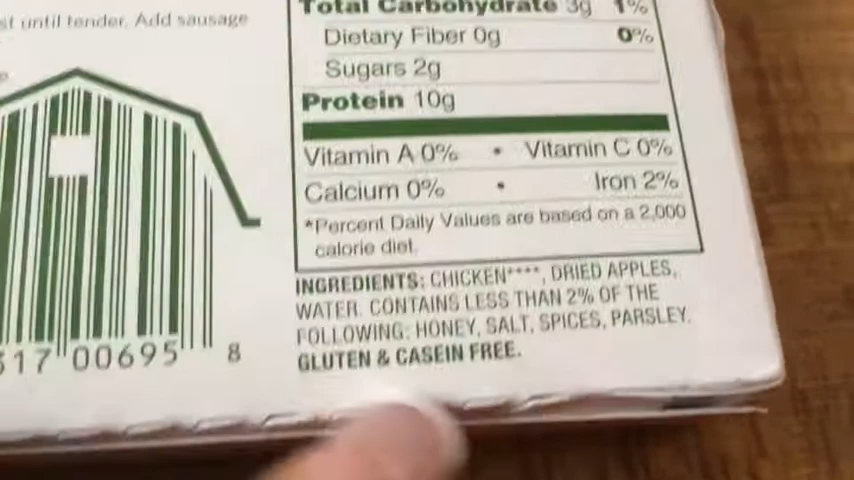 st until tender. Add sausage
Total Carbohydrate 3g 1%
Dietary Fiber 0g 0%
Sugars 2g
Protein 10g
Vitamin A 0% • Vitamin C 0%
Calcium 0% • Iron 2%
*Percent Daily Values are based on a 2,000
calorie diet.
INGREDIENTS: CHICKEN****, DRIED APPLES,
WATER. CONTAINS LESS THAN 2% OF THE
FOLLOWING: HONEY, SALT, SPICES, PARSLEY.
GLUTEN & CASEIN FREE.
317 00695 8